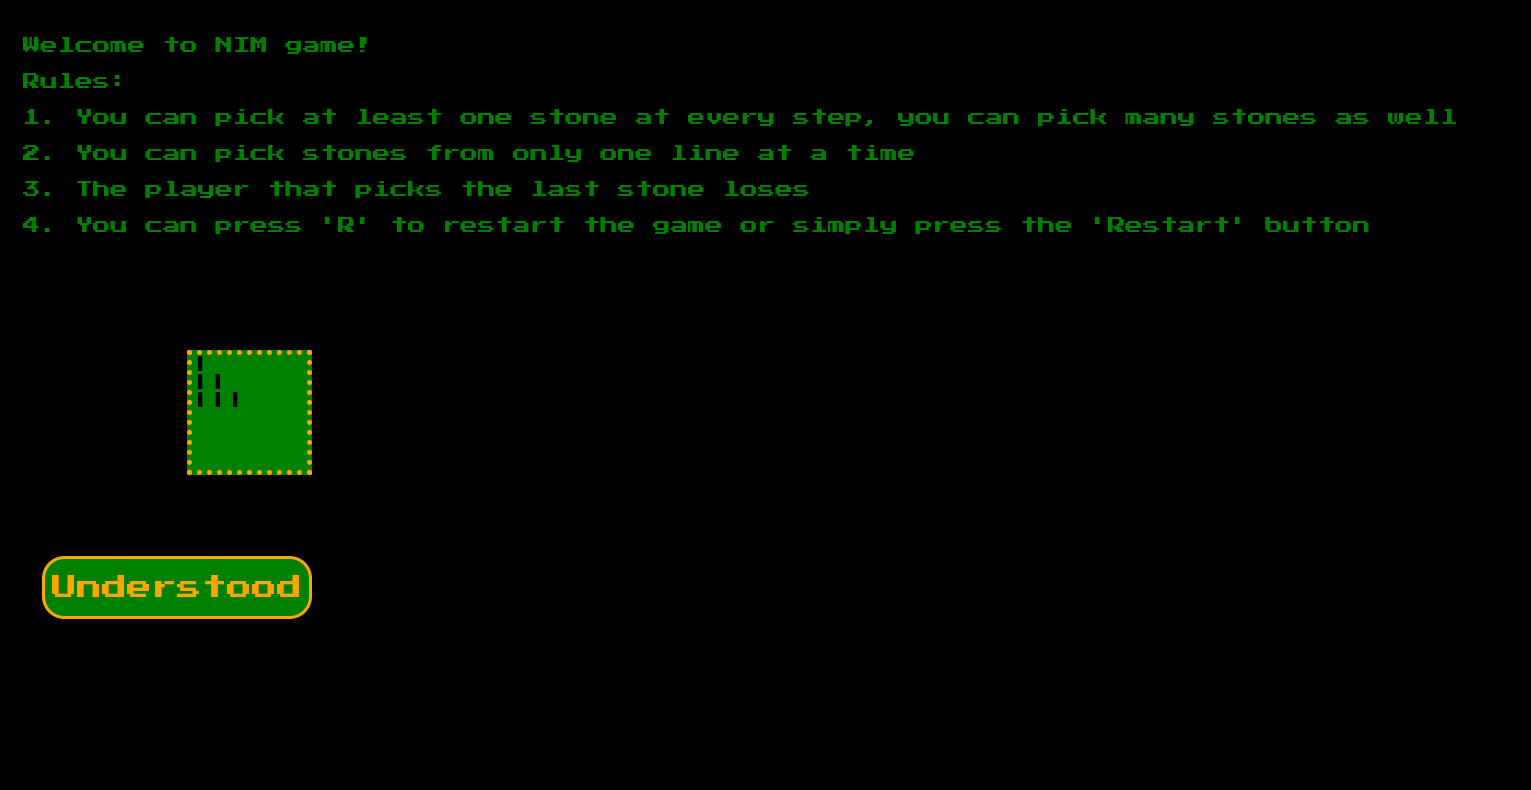 Welcome to NIM game!
Rules:
1. You can pick at least one stone at every step, you can pick many stones as well
2. You can pick stones from only one line at a time
3. The player that picks the last stone loses
4. You can press 'R' to restart the game or simply press the 'Restart' button
|
| |
| | |
Understood